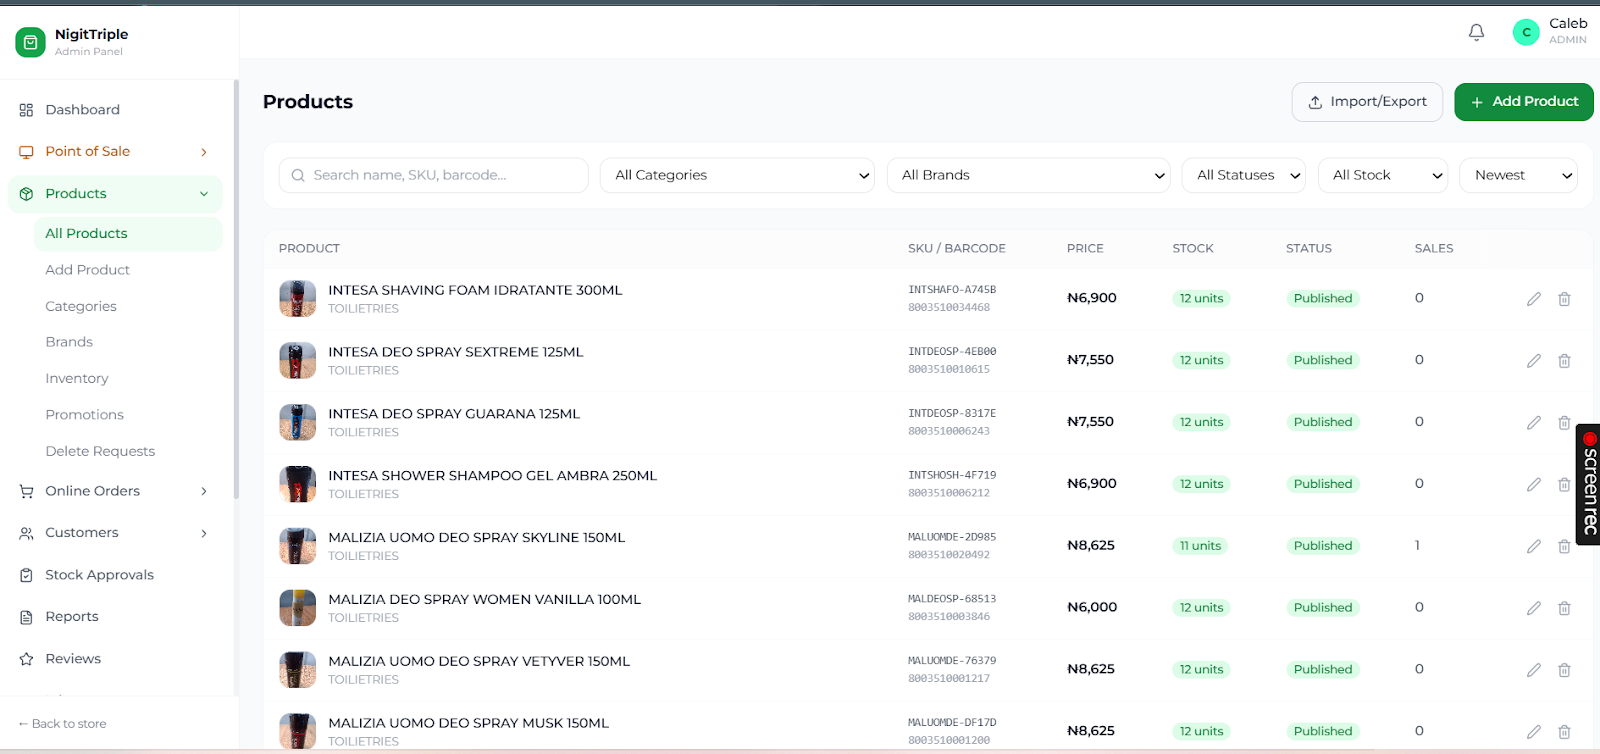 NigitTriple
Admin Panel
Caleb
C
ADMIN
Dashboard
Point of Sale
Products
All Products
Add Product
Categories
Brands
Inventory
Promotions
Delete Requests
Online Orders
Customers
Stock Approvals
Reports
Reviews
← Back to store
Products
Import/Export
+ Add Product
Search name, SKU, barcode...
All Categories
All Brands
All Statuses
All Stock
Newest
PRODUCT SKU / BARCODE PRICE STOCK STATUS SALES
INTESA SHAVING FOAM IDRATANTE 300ML INTSHAFO-A745B ₦6,900 12 units Published 0
TOILIETRIES 8003510034468
INTESA DEO SPRAY SEXTREME 125ML INTDEOSP-4EB00 ₦7,550 12 units Published 0
TOILIETRIES 8003510010615
INTESA DEO SPRAY GUARANA 125ML INTDEOSP-8317E ₦7,550 12 units Published 0
TOILIETRIES 8003510006243
INTESA SHOWER SHAMPOO GEL AMBRA 250ML INTSHOSH-4F719 ₦6,900 12 units Published 0
TOILIETRIES 8003510006212
MALIZIA UOMO DEO SPRAY SKYLINE 150ML MALUOMDE-2D985 ₦8,625 11 units Published 1
TOILIETRIES 8003510020492
MALIZIA DEO SPRAY WOMEN VANILLA 100ML MALDEOSP-68513 ₦6,000 12 units Published 0
TOILIETRIES 8003510003846
MALIZIA UOMO DEO SPRAY VETYVER 150ML MALUOMDE-76379 ₦8,625 12 units Published 0
TOILIETRIES 8003510001217
MALIZIA UOMO DEO SPRAY MUSK 150ML MALUOMDE-DF17D ₦8,625 12 units Published 0
TOILIETRIES 8003510001200
screenrec